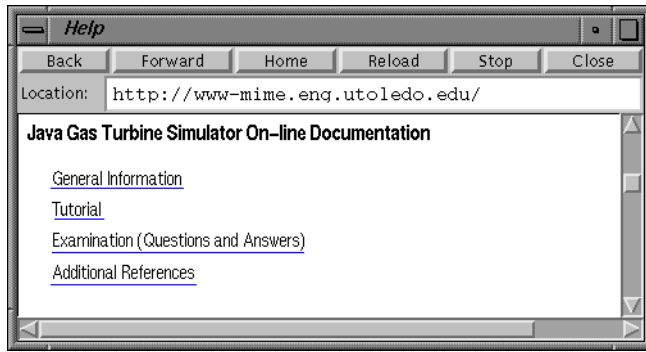 Help
Back Forward Home Reload Stop Close
Location: http://www-mime.eng.utoledo.edu/
Java Gas Turbine Simulator On-line Documentation
General Information
Tutorial
Examination (Questions and Answers)
Additional References